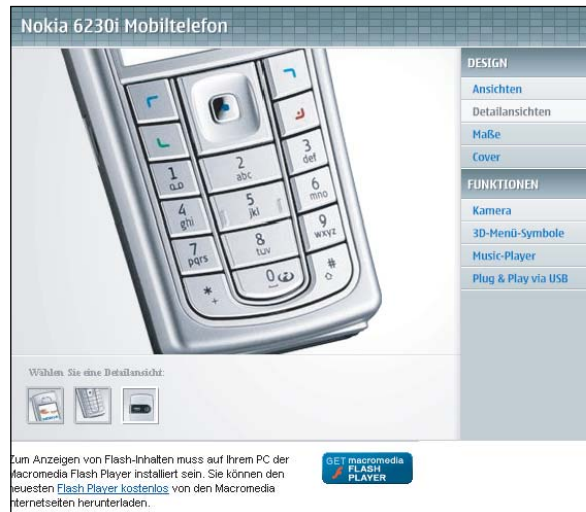 Nokia 6230i Mobiltelefon
DESIGN
Ansichten
Detailansichten
Maße
Cover
FUNKTIONEN
Kamera
3D-Menü-Symbole
Music-Player
Plug & Play via USB
1
2 abc
3 def
4 ghi
5 jkl
6 mno
7 pqrs
8 tuv
9 wxyz
* +
0
#
Wählen Sie eine Detailansicht:
Zum Anzeigen von Flash-Inhalten muss auf Ihrem PC der
Macromedia Flash Player installiert sein. Sie können den
neuesten Flash Player kostenlos von den Macromedia
Internetseiten herunterladen.
GET macromedia
FLASH
PLAYER